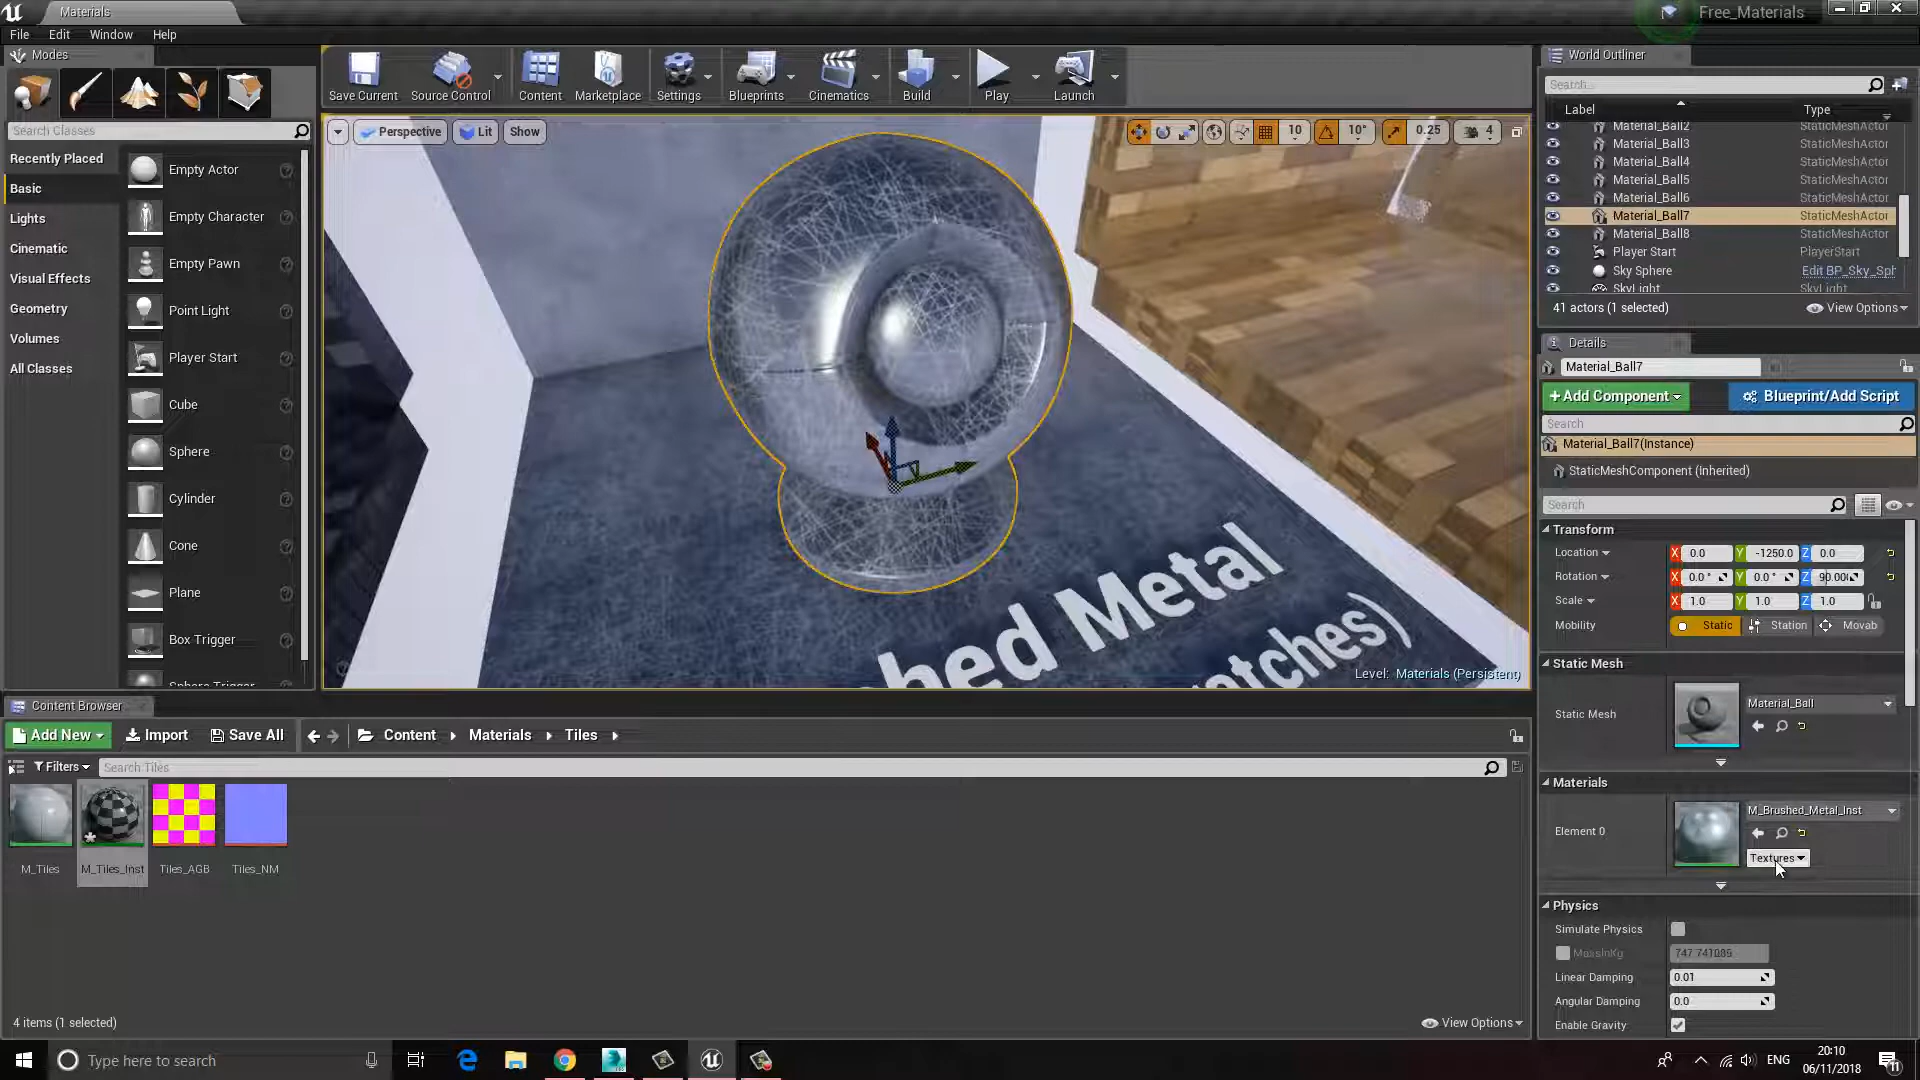 Materials
Free_Materials
File Edit Window Help
Modes
Search Classes
Recently Placed
Basic
Lights
Cinematic
Visual Effects
Geometry
Volumes
All Classes
Empty Actor
Empty Character
Empty Pawn
Point Light
Player Start
Cube
Sphere
Cylinder
Cone
Plane
Box Trigger
Sphere Trigger
Save Current Source Control Content Marketplace Settings Blueprints Cinematics Build Play Launch
Perspective Lit Show
10 10° 0.25 4
shed Metal
ratches)
Level: Materials (Persistent)
World Outliner
Search...
Label Type
Material_Ball2 StaticMeshActor
Material_Ball3 StaticMeshActor
Material_Ball4 StaticMeshActor
Material_Ball5 StaticMeshActor
Material_Ball6 StaticMeshActor
Material_Ball7 StaticMeshActor
Material_Ball8 StaticMeshActor
Player Start PlayerStart
Sky Sphere Edit BP_Sky_Sph
SkyLight SkyLight
41 actors (1 selected) View Options
Details
Material_Ball7
+Add Component Blueprint/Add Script
Search
Material_Ball7(Instance)
StaticMeshComponent (Inherited)
Search
Transform
Location X 0.0 Y -1250.0 Z 0.0
Rotation X 0.0 ° Y 0.0 ° Z 90.00
Scale X 1.0 Y 1.0 Z 1.0
Mobility Static Station Movab
Static Mesh
Static Mesh Material_Ball
Materials
Element 0 M_Brushed_Metal_Inst
Textures
Physics
Simulate Physics
MassInKg 747.741085
Linear Damping 0.01
Angular Damping 0.0
Enable Gravity
Content Browser
Add New Import Save All Content Materials Tiles
Filters Search Tiles
M_Tiles M_Tiles_Inst Tiles_AGB Tiles_NM
4 items (1 selected) View Options
Type here to search
ENG
20:10
06/11/2018
11